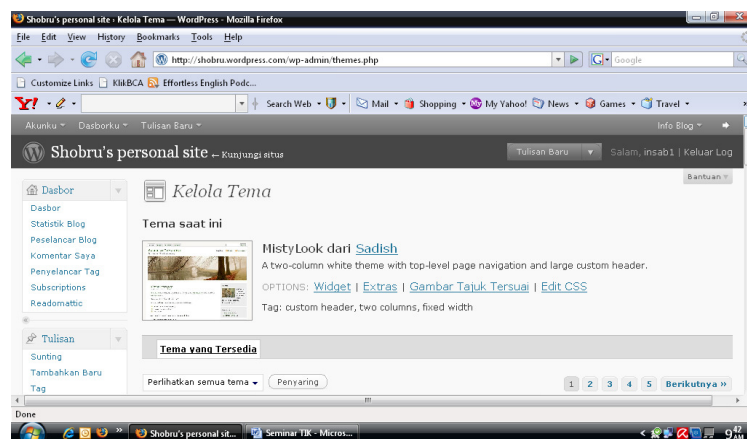 Shobru's personal site › Kelola Tema — WordPress - Mozilla Firefox
File Edit View History Bookmarks Tools Help
http://shobru.wordpress.com/wp-admin/themes.php
Google
Customize Links KlikBCA Effortless English Podc...
Y! Search Web Mail Shopping My Yahoo! News Games Travel
Akunku Dasborku Tulisan Baru Info Blog
Shobru's personal site ← Kunjungi situs Tulisan Baru Salam, insab1 | Keluar Log
Bantuan
Dasbor
Dasbor
Statistik Blog
Peselancar Blog
Komentar Saya
Penyelancar Tag
Subscriptions
Readomattic
Tulisan
Sunting
Tambahkan Baru
Tag
Kelola Tema
Tema saat ini
MistyLook dari Sadish
A two-column white theme with top-level page navigation and large custom header.
OPTIONS: Widget | Extras | Gambar Tajuk Tersuai | Edit CSS
Tag: custom header, two columns, fixed width
Tema yang Tersedia
Perlihatkan semua tema Penyaring 1 2 3 4 5 Berikutnya »
Done
Shobru's personal sit... Seminar TIK - Micros... 9:42 AM